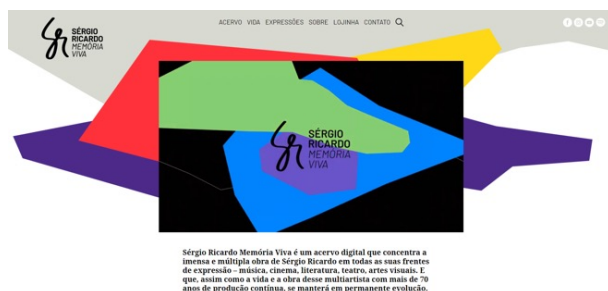 SÉRGIO
RICARDO
MEMÓRIA
VIVA
ACERVO VIDA EXPRESSÕES SOBRE LOJINHA CONTATO
SÉRGIO
RICARDO
MEMÓRIA
VIVA
Sérgio Ricardo Memória Viva é um acervo digital que concentra a
imensa e múltipla obra de Sérgio Ricardo em todas as suas frentes
de expressão – música, cinema, literatura, teatro, artes visuais. E
que, assim como a vida e a obra desse multiartista com mais de 70
anos de produção contínua, se manterá em permanente evolução.